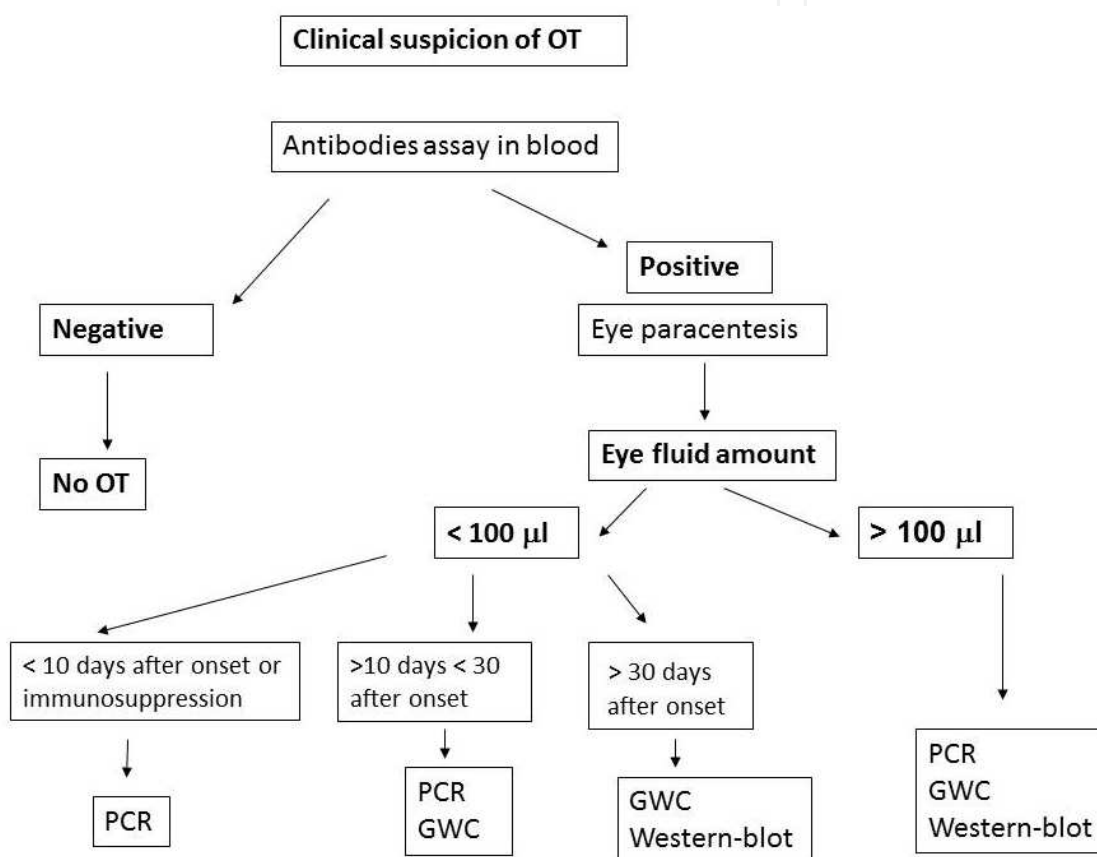 Clinical suspicion of OT
Antibodies assay in blood
Positive
Negative
Eye paracentesis
Eye fluid amount
No OT
< 100 µl
> 100 µl
< 10 days after onset or
immunosuppression
>10 days < 30
after onset
> 30 days
after onset
PCR
PCR
GWC
GWC
Western-blot
PCR
GWC
Western-blot